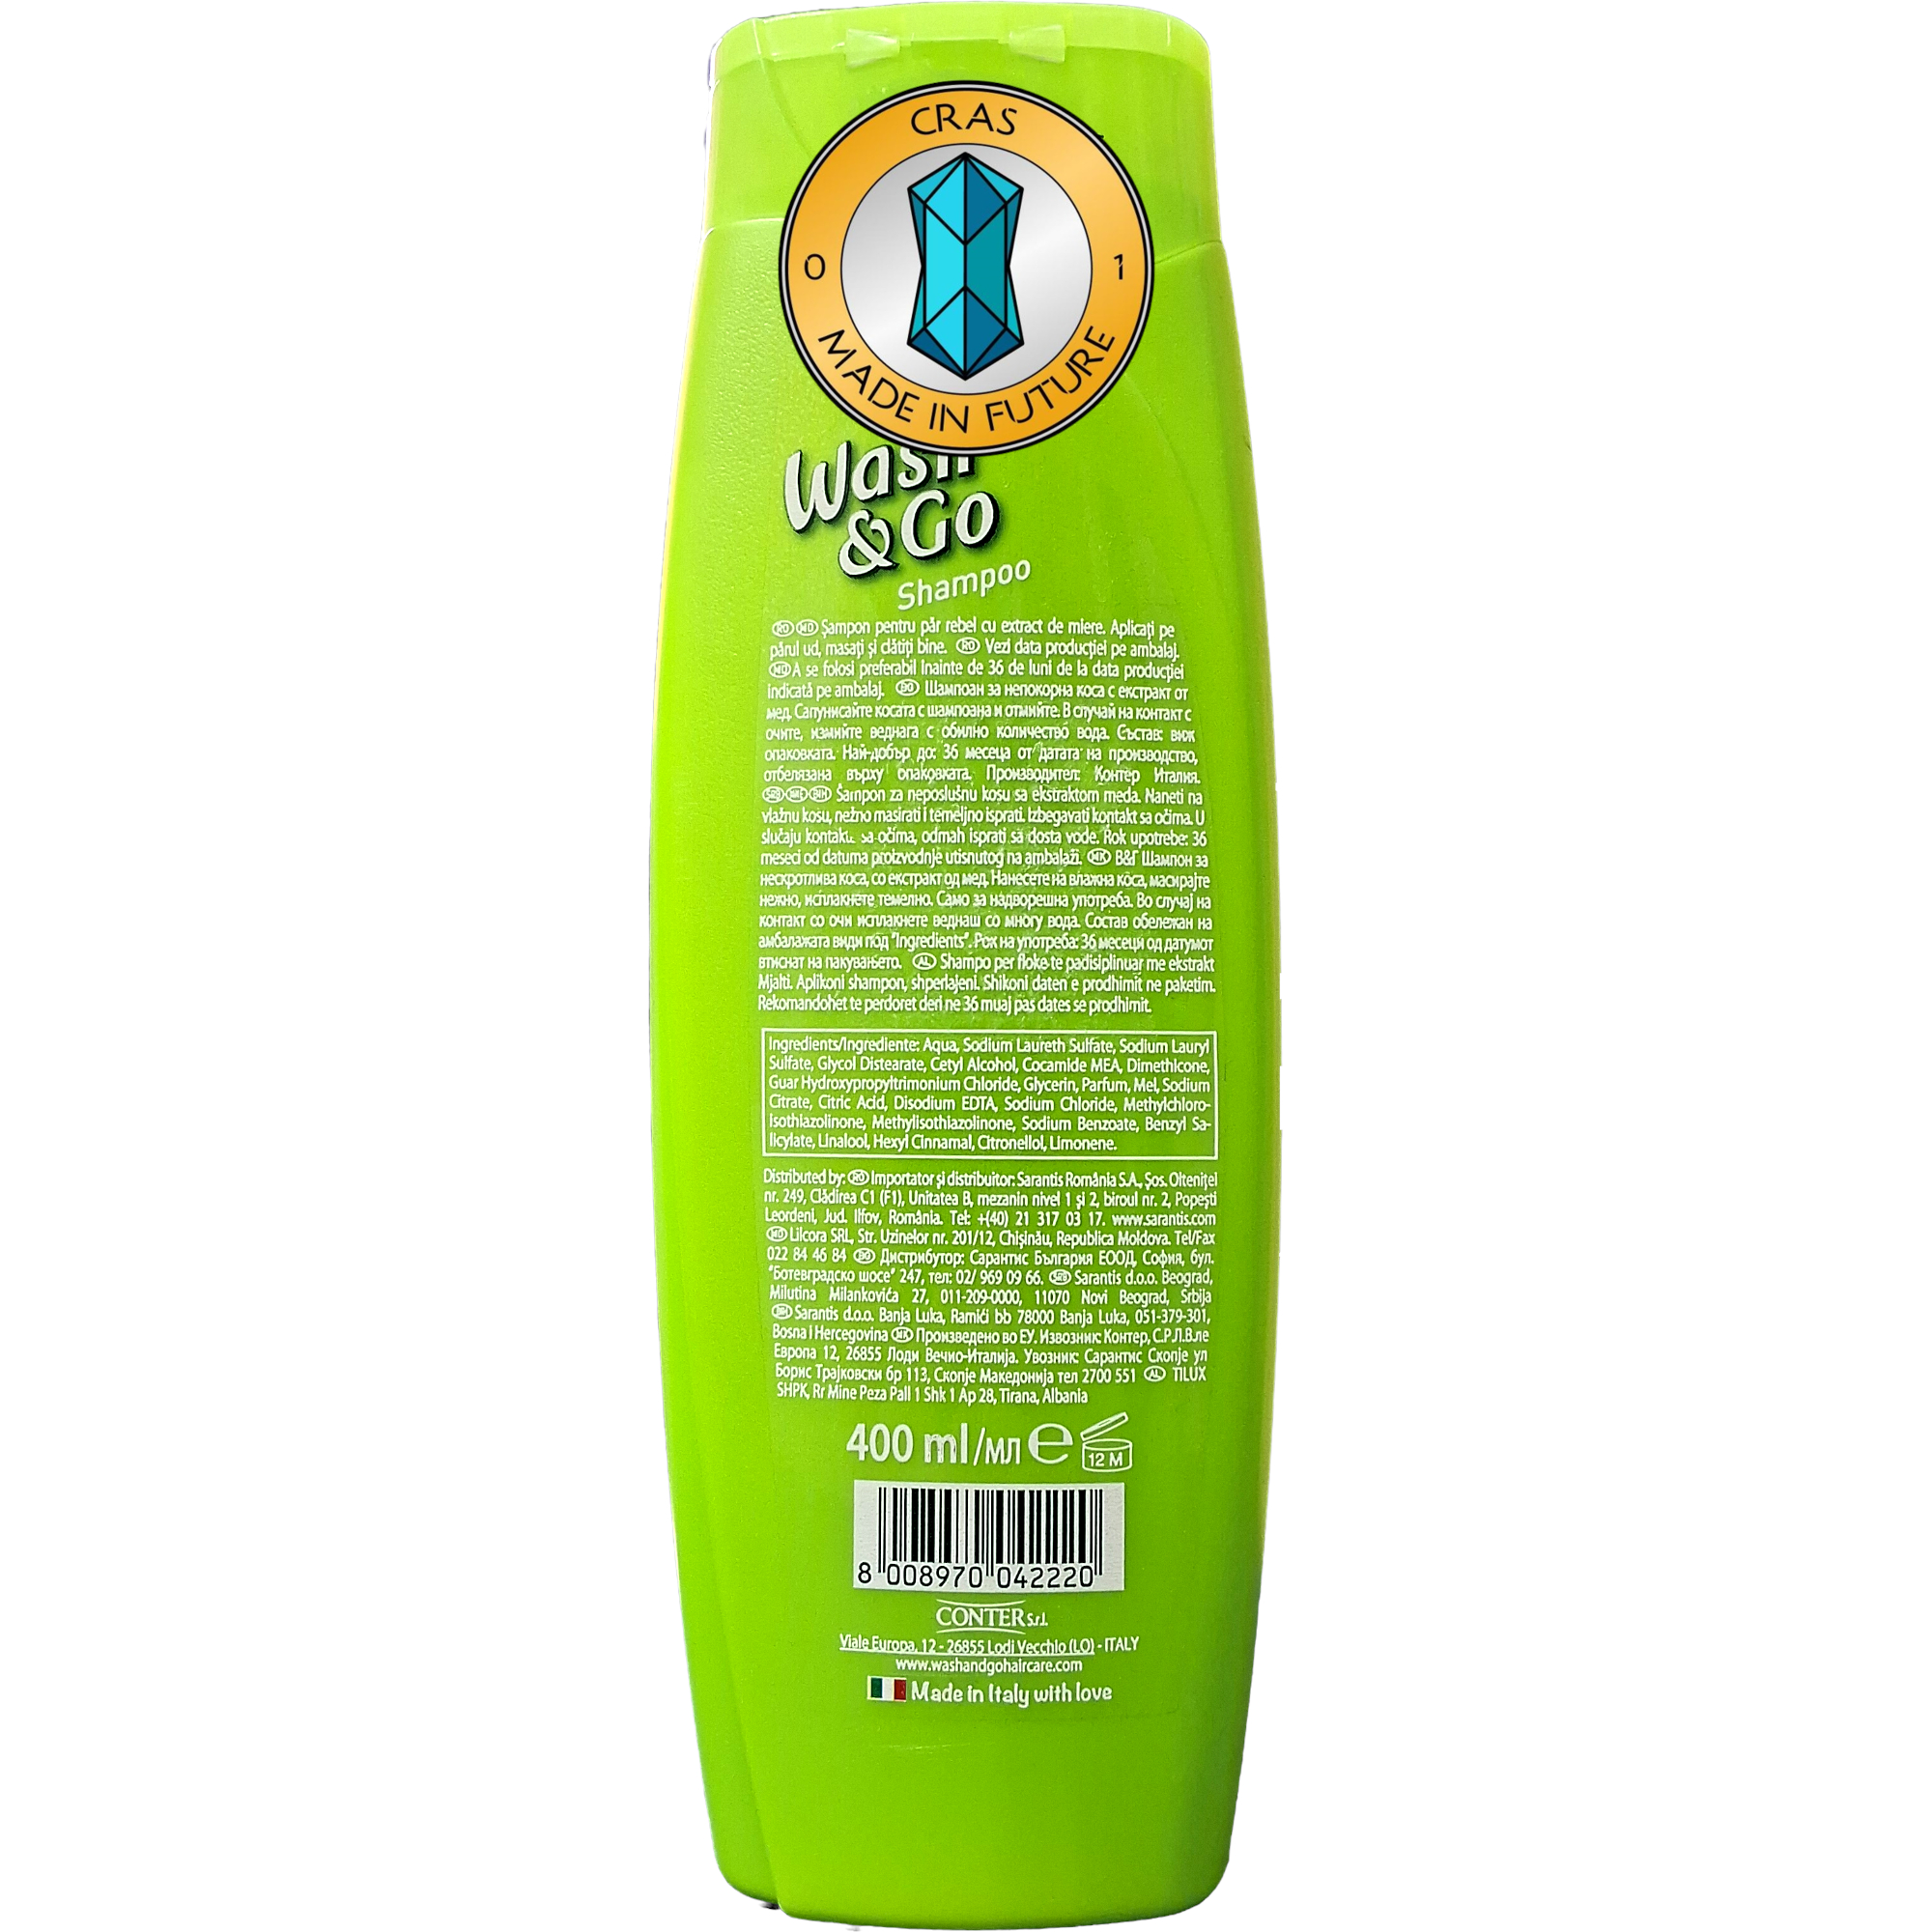 CRAS
0 1
MADE IN FUTURE
Wash
&Go
Shampoo
RO MD Șampon pentru păr rebel cu extract de miere. Aplicați pe
părul ud, masați și clătiți bine. RO Vezi data producției pe ambalaj.
MD A se folosi preferabil înainte de 36 de luni de la data producției
indicată pe ambalaj. BG Шампоан за непокорна коса с екстракт от
мед. Сапунисайте косата с шампоана и отмийте. В случай на контакт с
очите, измийте веднага с обилно количество вода. Състав: виж
опаковката. Най-добър до: 36 месеца от датата на производство,
отбелязана върху опаковката. Производител: Контер Италия.
SRB ME BIH Šampon za neposlušnu kosu sa ekstraktom meda. Naneti na
vlažnu kosu, nežno masirati i temeljno isprati. Izbegavati kontakt sa očima. U
slučaju kontakta sa očima, odmah isprati sa dosta vode. Rok upotrebe: 36
meseci od datuma proizvodnje utisnutog na ambalaži. MK В&Г Шампон за
нескротлива коса, со екстракт од мед. Нанесете на влажна коса, масирајте
нежно, исплакнете темелно. Само за надворешна употреба. Во случај на
контакт со очи исплакнете веднаш со многу вода. Состав обележан на
амбалажата види под "Ingredients". Рок на употреба: 36 месеци од датумот
втиснат на пакувањето. AL Shampo per floke te padisiplinuar me ekstrakt
Mjalti. Aplikoni shampon, shperlajeni. Shikoni daten e prodhimit ne paketim.
Rekomandohet te perdoret deri ne 36 muaj pas dates se prodhimit.
Ingredients/Ingrediente: Aqua, Sodium Laureth Sulfate, Sodium Lauryl
Sulfate, Glycol Distearate, Cetyl Alcohol, Cocamide MEA, Dimethicone,
Guar Hydroxypropyltrimonium Chloride, Glycerin, Parfum, Mel, Sodium
Citrate, Citric Acid, Disodium EDTA, Sodium Chloride, Methylchloro-
isothiazolinone, Methylisothiazolinone, Sodium Benzoate, Benzyl Sa-
licylate, Linalool, Hexyl Cinnamal, Citronellol, Limonene.
Distributed by: RO Importator și distribuitor: Sarantis România S.A., Șos. Olteniței
nr. 249, Clădirea C1 (F1), Unitatea B, mezanin nivel 1 și 2, biroul nr. 2, Popești
Leordeni, Jud. Ilfov, România. Tel: +(40) 21 317 03 17. www.sarantis.com
MD Lilcora SRL, Str. Uzinelor nr. 201/12, Chișinău, Republica Moldova. Tel/Fax
022 84 46 84 BG Дистрибутор: Сарантис България ЕООД, София, бул.
"Ботевградско шосе" 247, тел: 02/ 969 09 66. SRB Sarantis d.o.o. Beograd,
Milutina Milankovića 27, 011-209-0000, 11070 Novi Beograd, Srbija
BIH Sarantis d.o.o. Banja Luka, Ramići bb 78000 Banja Luka, 051-379-301,
Bosna i Hercegovina MK Произведено во ЕУ. Извозник: Контер, С.Р.Л.В.ле
Европа 12, 26855 Лоди Вечио-Италија. Увозник: Сарантис Скопје ул
Борис Трајковски бр 113, Скопје Македонија тел 2700 551 AL TILUX
SHPK, Rr Mine Peza Pall 1 Shk 1 Ap 28, Tirana, Albania
400 ml/мл e 12 M
8 008970 042220
CONTER S.r.l.
Viale Europa, 12 - 26855 Lodi Vecchio (LO) - ITALY
www.washandgohaircare.com
Made in Italy with love